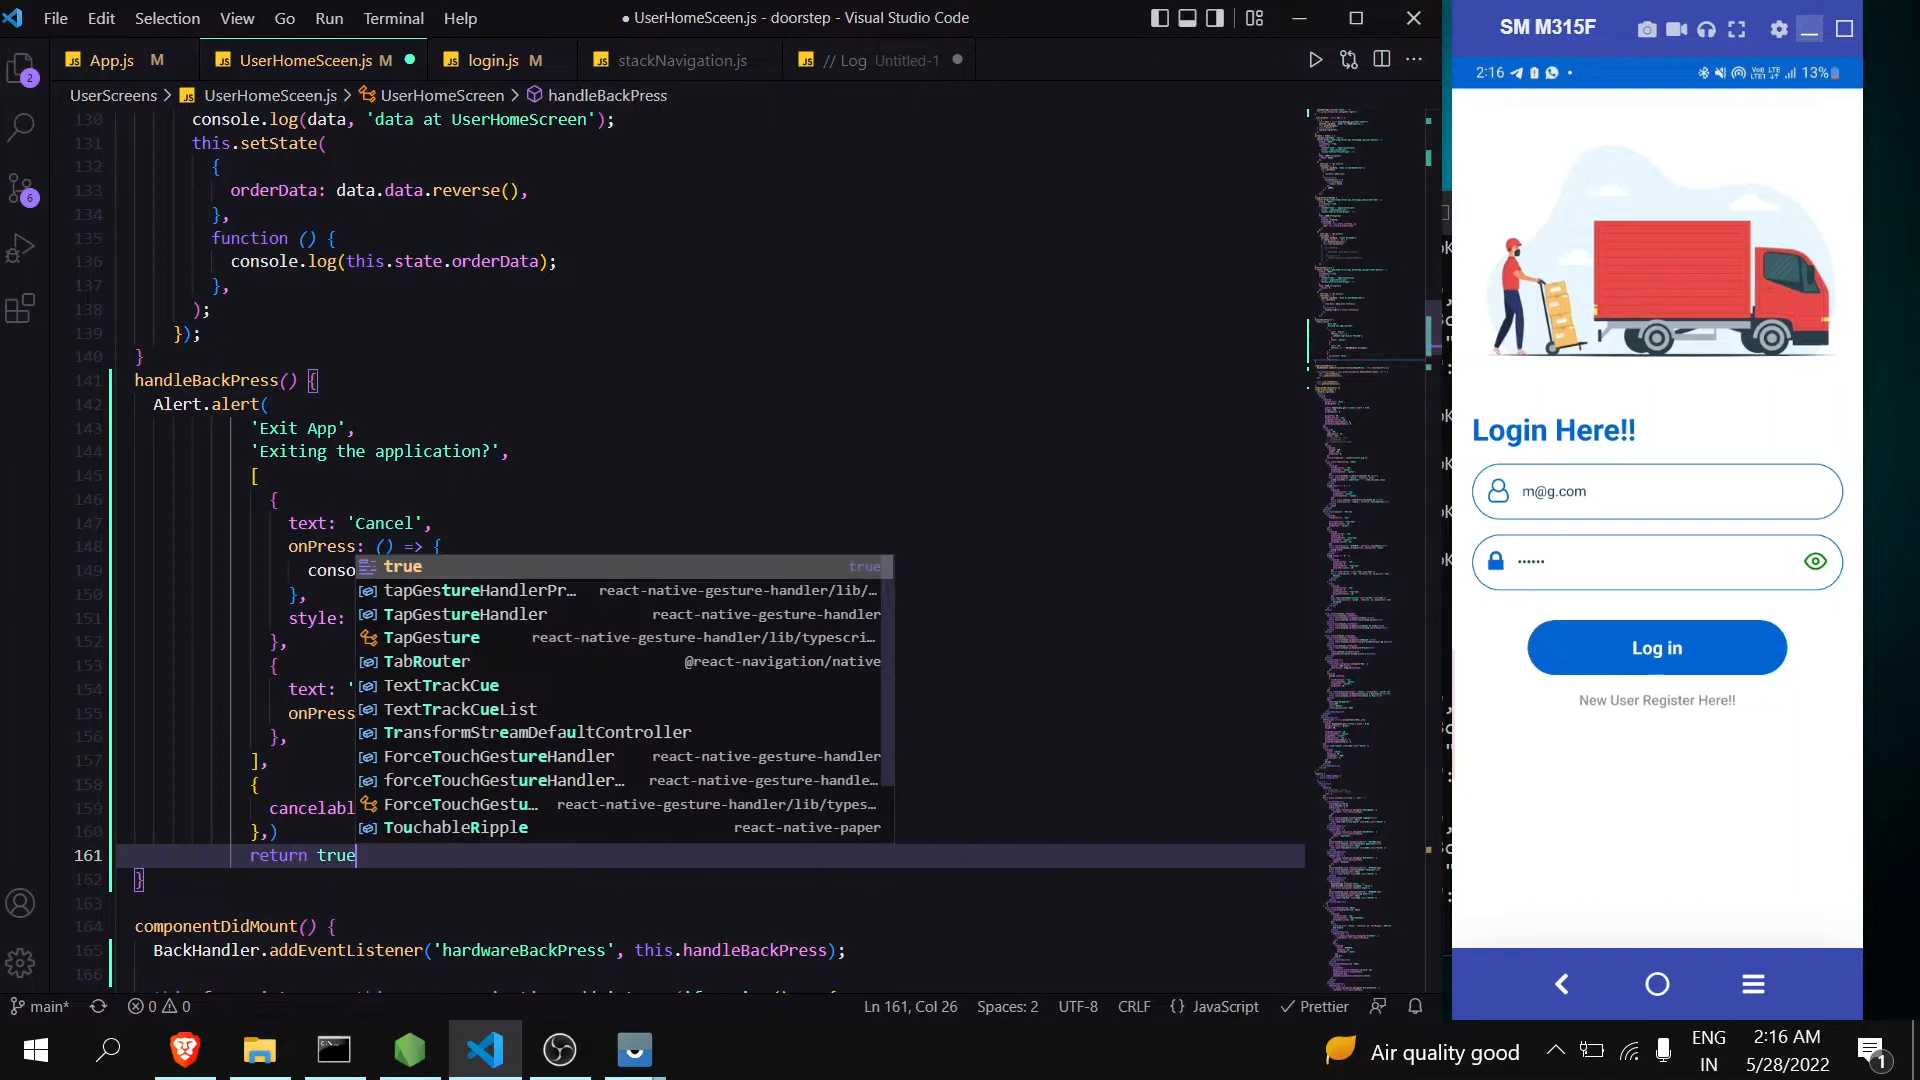 File Edit Selection View Go Run Terminal Help
● UserHomeSceen.js - doorstep - Visual Studio Code
App.js M
UserHomeSceen.js M
login.js M
stackNavigation.js
// Log Untitled-1
UserScreens > UserHomeSceen.js > UserHomeScreen > handleBackPress
130 console.log(data, 'data at UserHomeScreen');
131 this.setState(
132 {
133 orderData: data.data.reverse(),
134 },
135 function () {
136 console.log(this.state.orderData);
137 },
138 );
139 });
140 }
141 handleBackPress() {
142 Alert.alert(
143 'Exit App',
144 'Exiting the application?',
145 [
146 {
147 text: 'Cancel',
148 onPress: () => {
149 conso
150 },
151 style:
152 },
153 {
154 text: '
155 onPress
156 },
157 ],
158 {
159 cancelabl
160 },)
161 return true
162 }
163
164 componentDidMount() {
165 BackHandler.addEventListener('hardwareBackPress', this.handleBackPress);
166
true true
tapGestureHandlerPr… react-native-gesture-handler/lib/…
TapGestureHandler react-native-gesture-handler
TapGesture react-native-gesture-handler/lib/typescri…
TabRouter @react-navigation/native
TextTrackCue
TextTrackCueList
TransformStreamDefaultController
ForceTouchGestureHandler react-native-gesture-handler
forceTouchGestureHandler… react-native-gesture-handle…
ForceTouchGestu… react-native-gesture-handler/lib/types…
TouchableRipple react-native-paper
2
6
main* 0 0 Ln 161, Col 26 Spaces: 2 UTF-8 CRLF {} JavaScript Prettier
SM M315F
2:16 13%
Login Here!!
m@g.com
······
Log in
New User Register Here!!
Air quality good
ENG
IN
2:16 AM
5/28/2022
1